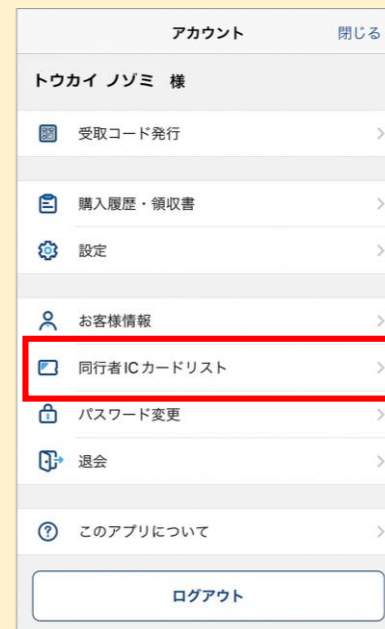 アカウント 閉じる
トウカイ ノゾミ 様
受取コード発行
購入履歴・領収書
設定
お客様情報
同行者ICカードリスト
パスワード変更
退会
このアプリについて
ログアウト